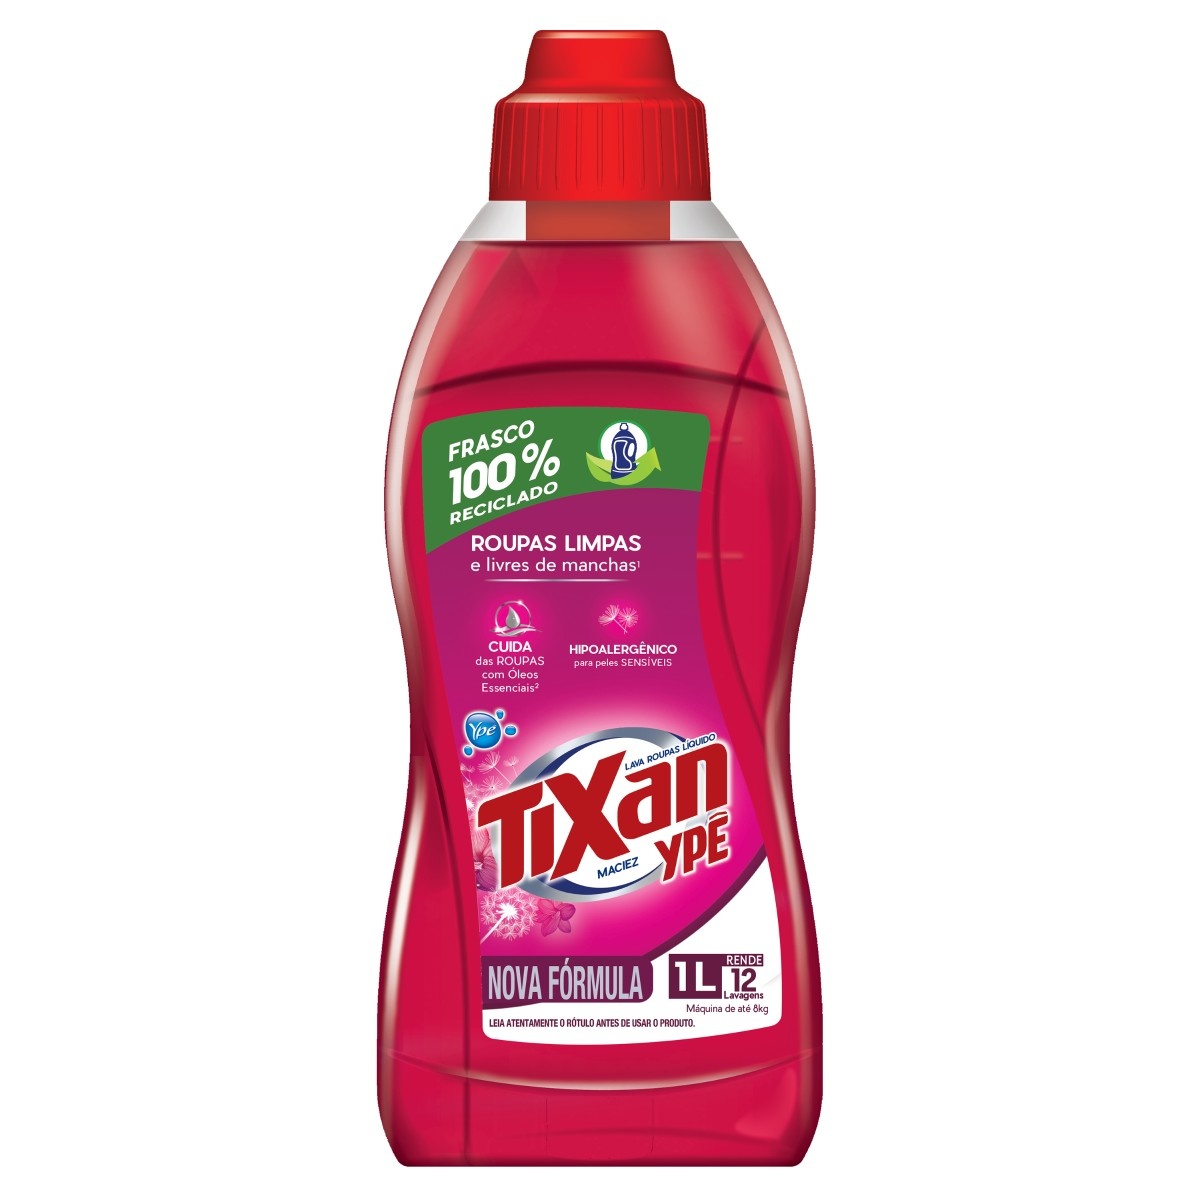 FRASCO
100%
RECICLADO
ROUPAS LIMPAS
e livres de manchas¹
CUIDA
das ROUPAS
com Óleos
Essenciais²
HIPOALERGÊNICO
para peles SENSÍVEIS
Ypê
LAVA ROUPAS LÍQUIDO
TiXan
YPÊ
MACIEZ
NOVA FÓRMULA
1L
RENDE
12
Lavagens
Máquina de até 8kg
LEIA ATENTAMENTE O RÓTULO ANTES DE USAR O PRODUTO.